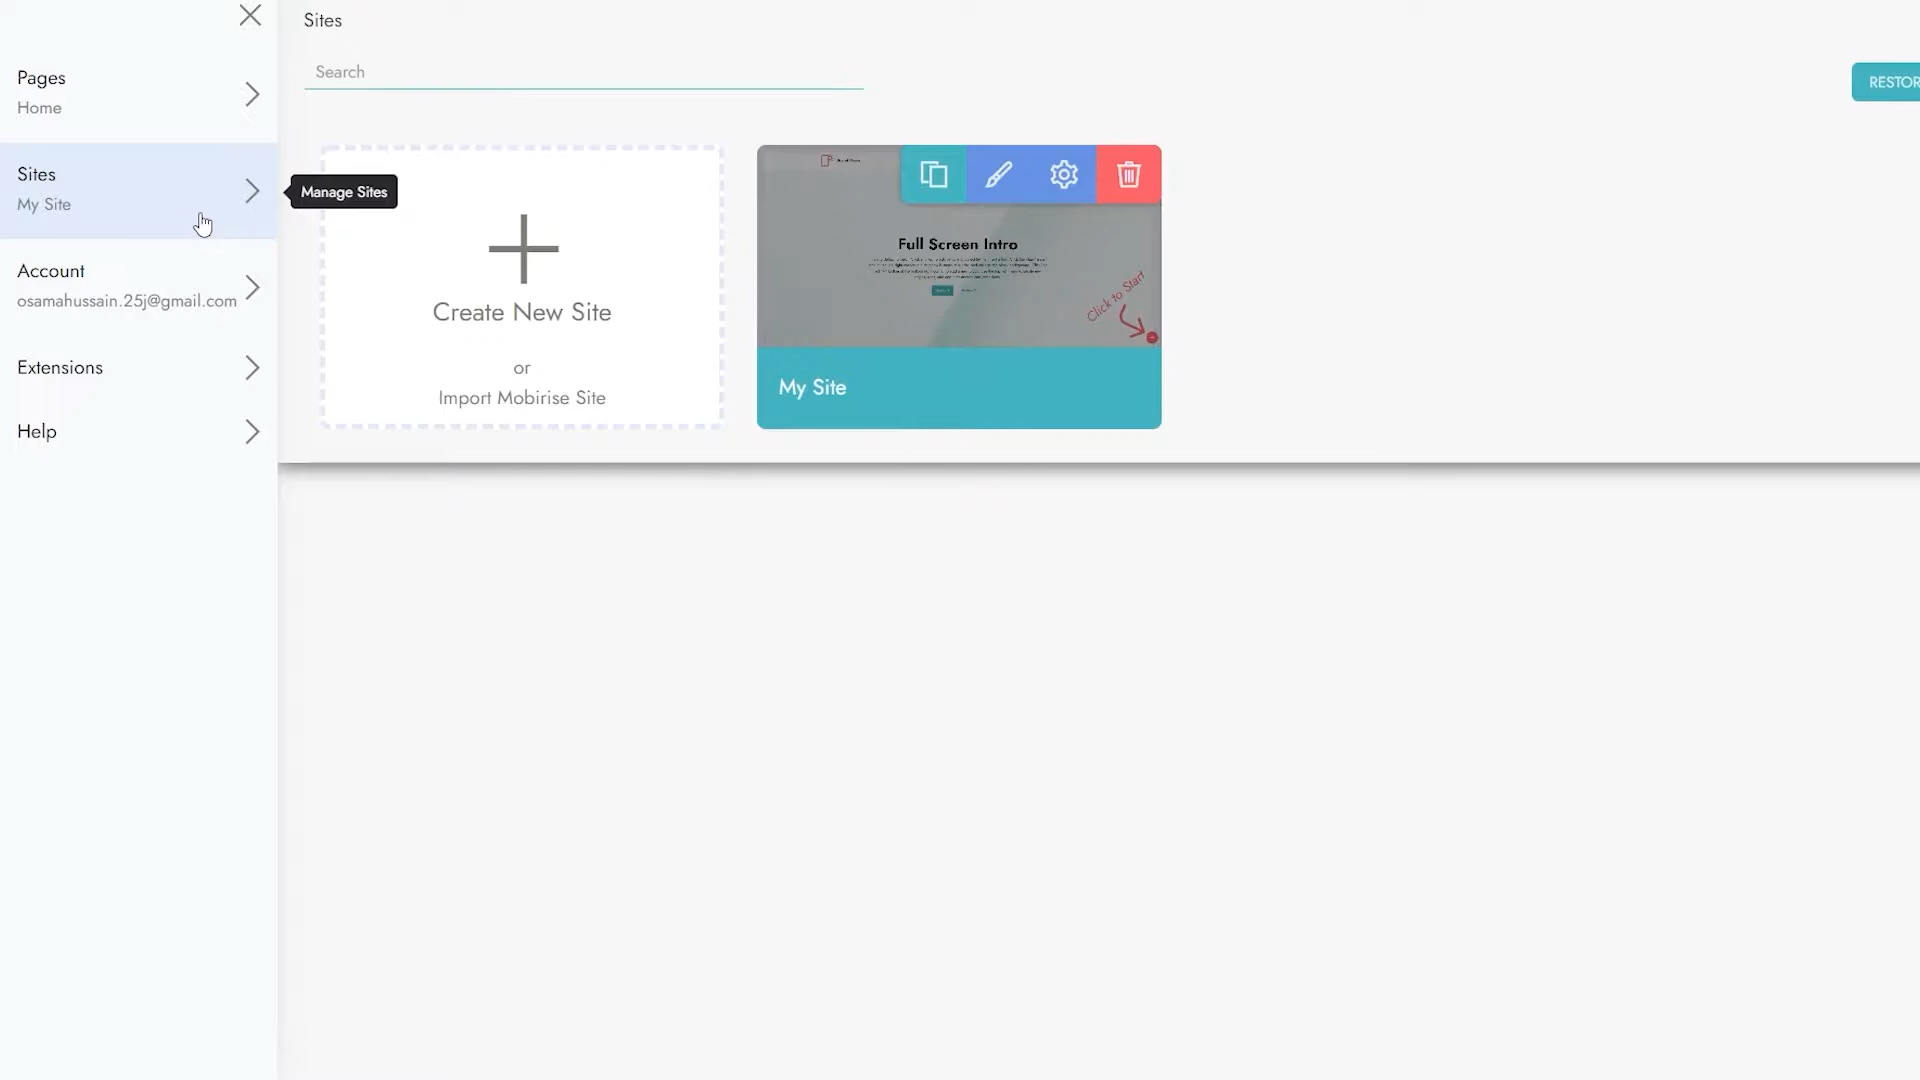 Sites
Search
RESTOR
Pages
Home
Sites
My Site
Manage Sites
Account
osamahussain.25j@gmail.com
Extensions
Help
Create New Site
or
Import Mobirise Site
Full Screen Intro
Click to Start
My Site